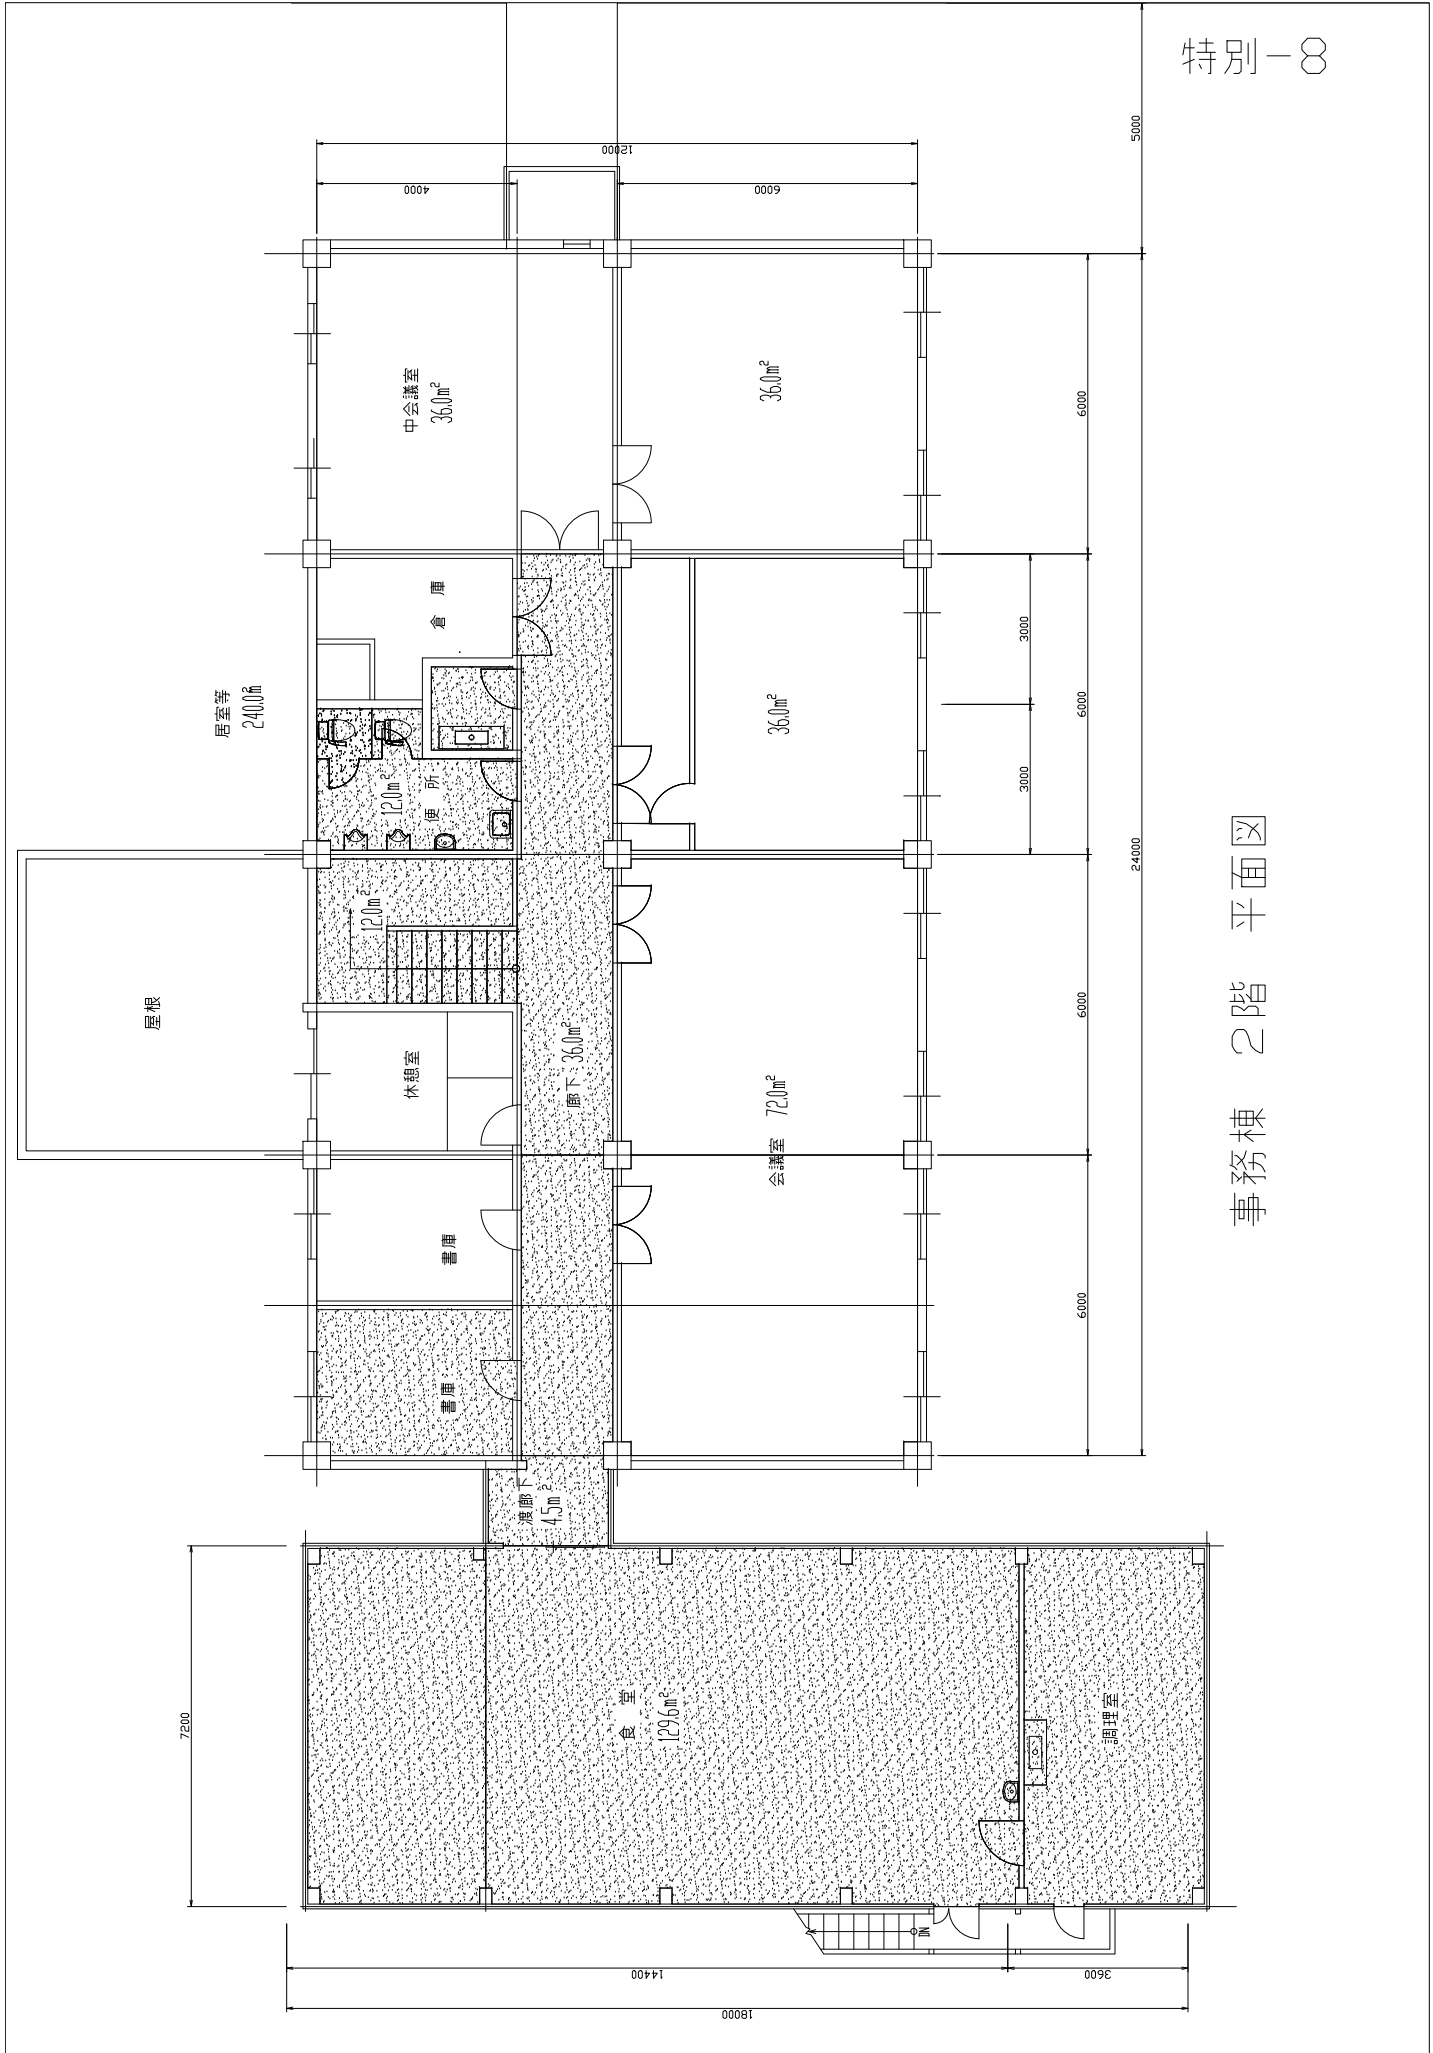 特別－8
5000
12000
4000
6000
中会議室
36.0m²
36.0m²
6000
倉　庫
居室等
240.0㎡
3000
6000
36.0m²
12.0m²
便　所
3000
24000
12.0m²
屋根
休憩室
廊下 36.0m²
6000
会議室 72.0m²
書庫
6000
書庫
渡廊下
4.5m²
7200
食　堂
129.6m²
調理室
DN
14400
3600
18000
事務棟　2階　平面図